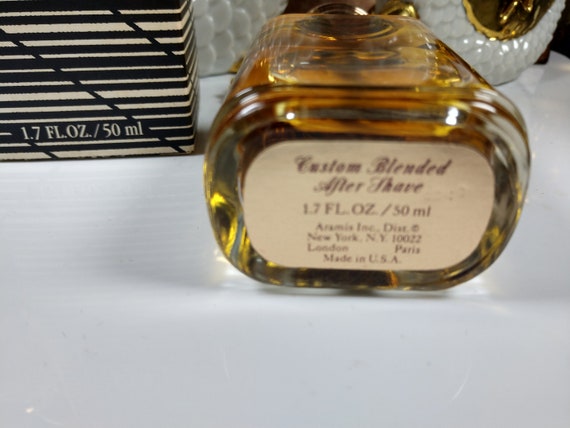 1.7 FL.OZ./50 ml
Custom Blended
After Shave
1.7 FL.OZ./50 ml
Aramis Inc., Dist.®
New York, N.Y. 10022
London Paris
Made in U.S.A.